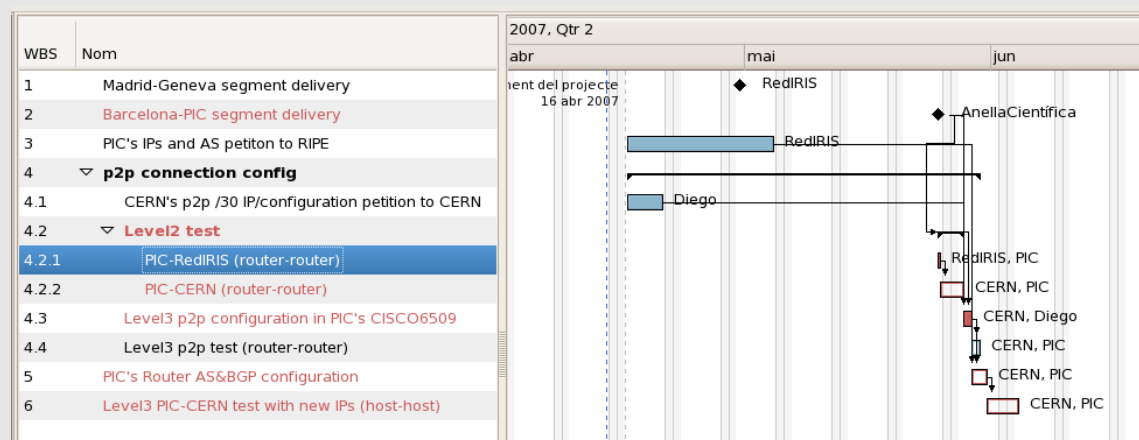 2007, Qtr 2
WBS Nom abr mai jun
1 Madrid-Geneva segment delivery RedIRIS
ment del projecte
16 abr 2007
2 Barcelona-PIC segment delivery AnellaCientífica
3 PIC's IPs and AS petiton to RIPE RedIRIS
4 p2p connection config
4.1 CERN's p2p /30 IP/configuration petition to CERN Diego
4.2 Level2 test
4.2.1 PIC-RedIRIS (router-router) RedIRIS, PIC
4.2.2 PIC-CERN (router-router) CERN, PIC
4.3 Level3 p2p configuration in PIC's CISCO6509 CERN, Diego
4.4 Level3 p2p test (router-router) CERN, PIC
5 PIC's Router AS&BGP configuration CERN, PIC
6 Level3 PIC-CERN test with new IPs (host-host) CERN, PIC